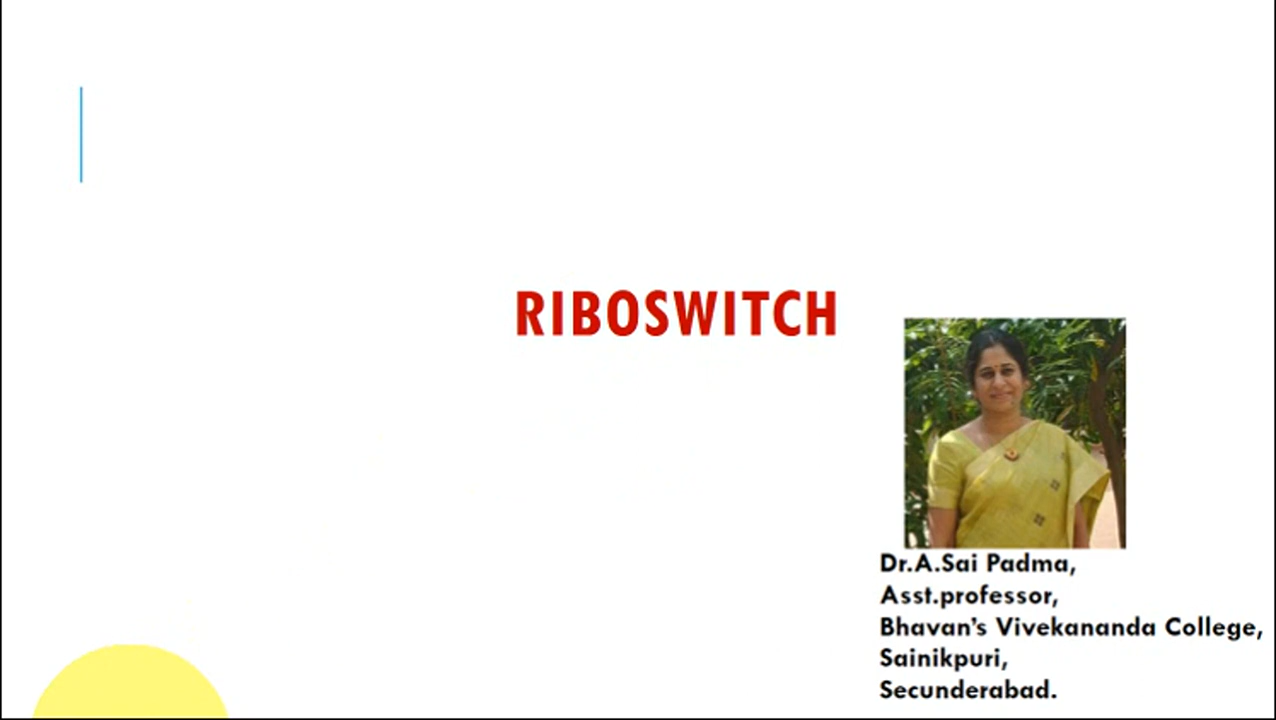 RIBOSWITCH
Dr.A.Sai Padma,
Asst.professor,
Bhavan's Vivekananda College,
Sainikpuri,
Secunderabad.